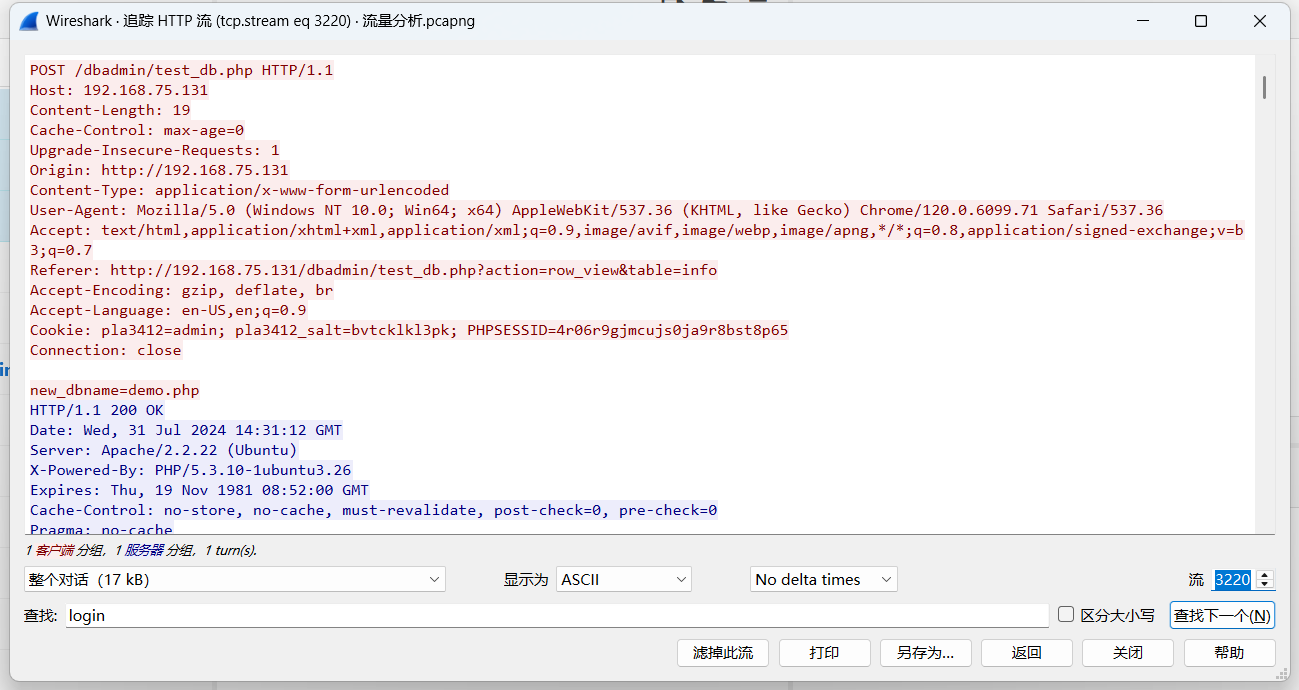 Wireshark · 追踪 HTTP 流 (tcp.stream eq 3220) · 流量分析.pcapng
POST /dbadmin/test_db.php HTTP/1.1
Host: 192.168.75.131
Content-Length: 19
Cache-Control: max-age=0
Upgrade-Insecure-Requests: 1
Origin: http://192.168.75.131
Content-Type: application/x-www-form-urlencoded
User-Agent: Mozilla/5.0 (Windows NT 10.0; Win64; x64) AppleWebKit/537.36 (KHTML, like Gecko) Chrome/120.0.6099.71 Safari/537.36
Accept: text/html,application/xhtml+xml,application/xml;q=0.9,image/avif,image/webp,image/apng,*/*;q=0.8,application/signed-exchange;v=b
3;q=0.7
Referer: http://192.168.75.131/dbadmin/test_db.php?action=row_view&table=info
Accept-Encoding: gzip, deflate, br
Accept-Language: en-US,en;q=0.9
Cookie: pla3412=admin; pla3412_salt=bvtcklkl3pk; PHPSESSID=4r06r9gjmcujs0ja9r8bst8p65
Connection: close
new_dbname=demo.php
HTTP/1.1 200 OK
Date: Wed, 31 Jul 2024 14:31:12 GMT
Server: Apache/2.2.22 (Ubuntu)
X-Powered-By: PHP/5.3.10-1ubuntu3.26
Expires: Thu, 19 Nov 1981 08:52:00 GMT
Cache-Control: no-store, no-cache, must-revalidate, post-check=0, pre-check=0
Pragma: no-cache
1 客户端 分组, 1 服务器 分组, 1 turn(s).
整个对话 (17 kB) 显示为 ASCII No delta times 流 3220
查找: login 区分大小写 查找下一个(N)
滤掉此流 打印 另存为... 返回 关闭 帮助